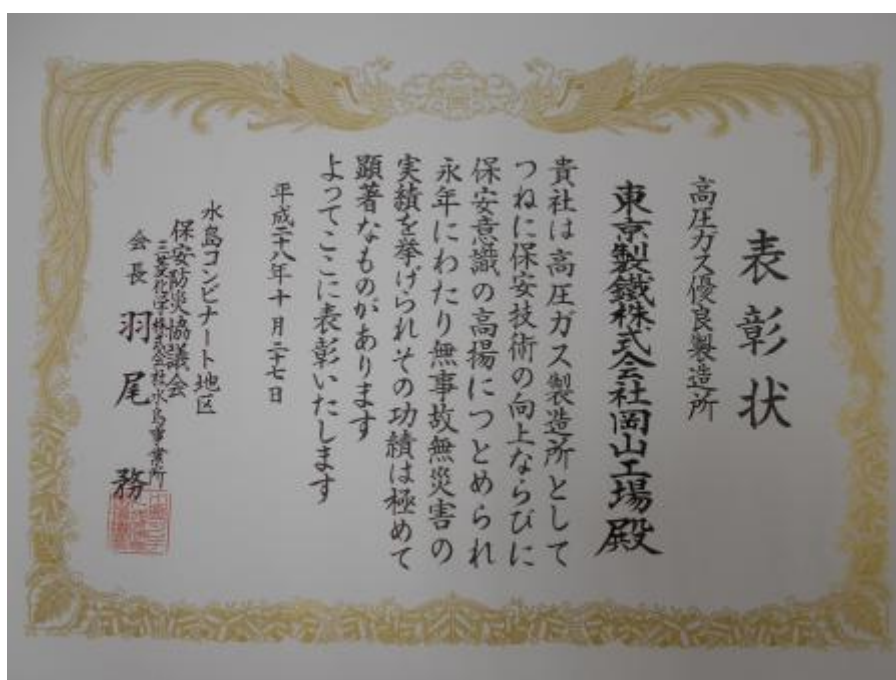 表彰状
高圧ガス優良製造所
東京製鐵株式会社岡山工場殿
貴社は高圧ガス製造所として
つねに保安技術の向上ならびに
保安意識の高揚につとめられ
永年にわたり無事故無災害の
実績を挙げられその功績は極めて
顕著なものがあります
よってここに表彰いたします
平成二十八年十月二十七日
水島コンビナート地区
保安防災協議会
三菱化学株式会社水島事業所
会長 羽尾 務